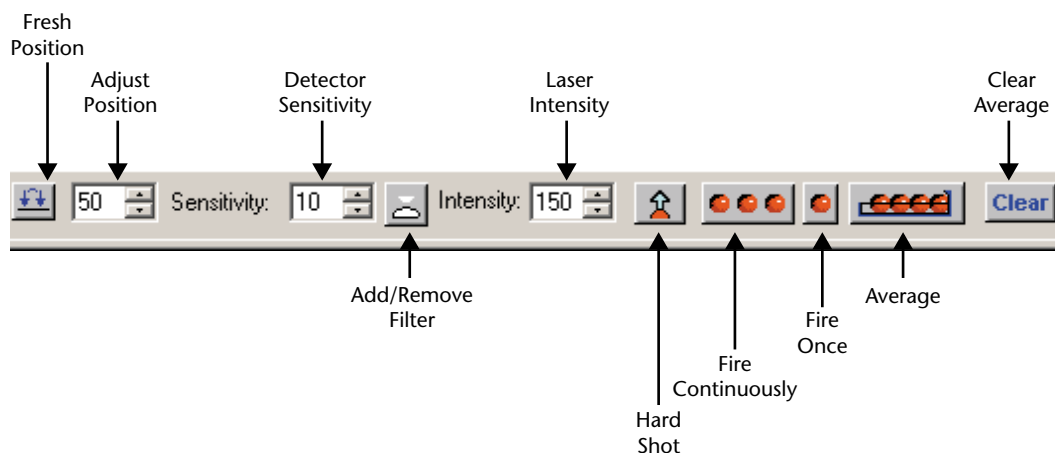 Fresh
Position
Adjust
Position
Detector
Sensitivity
Laser
Intensity
Clear
Average
50
Sensitivity:
10
Intensity:
150
Clear
Add/Remove
Filter
Average
Fire
Once
Fire
Continuously
Hard
Shot